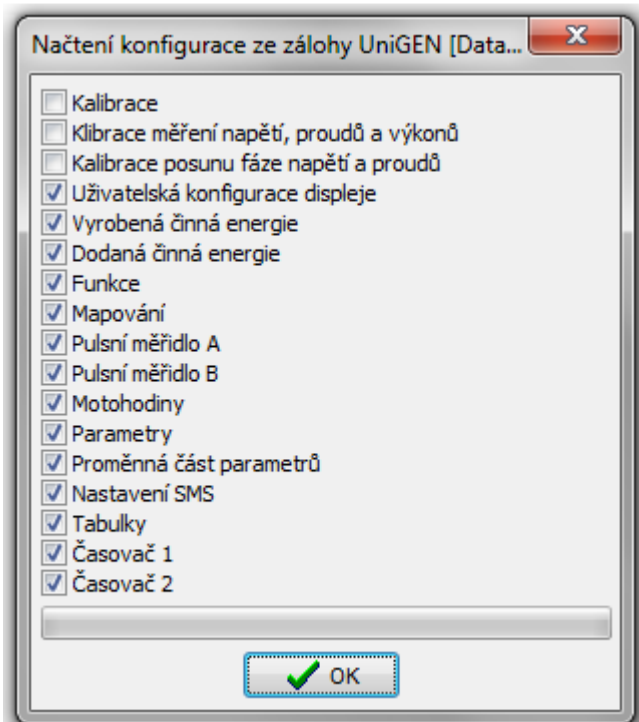 Načtení konfigurace ze zálohy UniGEN [Data...
Kalibrace
Klibrace měření napětí, proudů a výkonů
Kalibrace posunu fáze napětí a proudů
Uživatelská konfigurace displeje
Vyrobená činná energie
Dodaná činná energie
Funkce
Mapování
Pulsní měřidlo A
Pulsní měřidlo B
Motohodiny
Parametry
Proměnná část parametrů
Nastavení SMS
Tabulky
Časovač 1
Časovač 2
OK